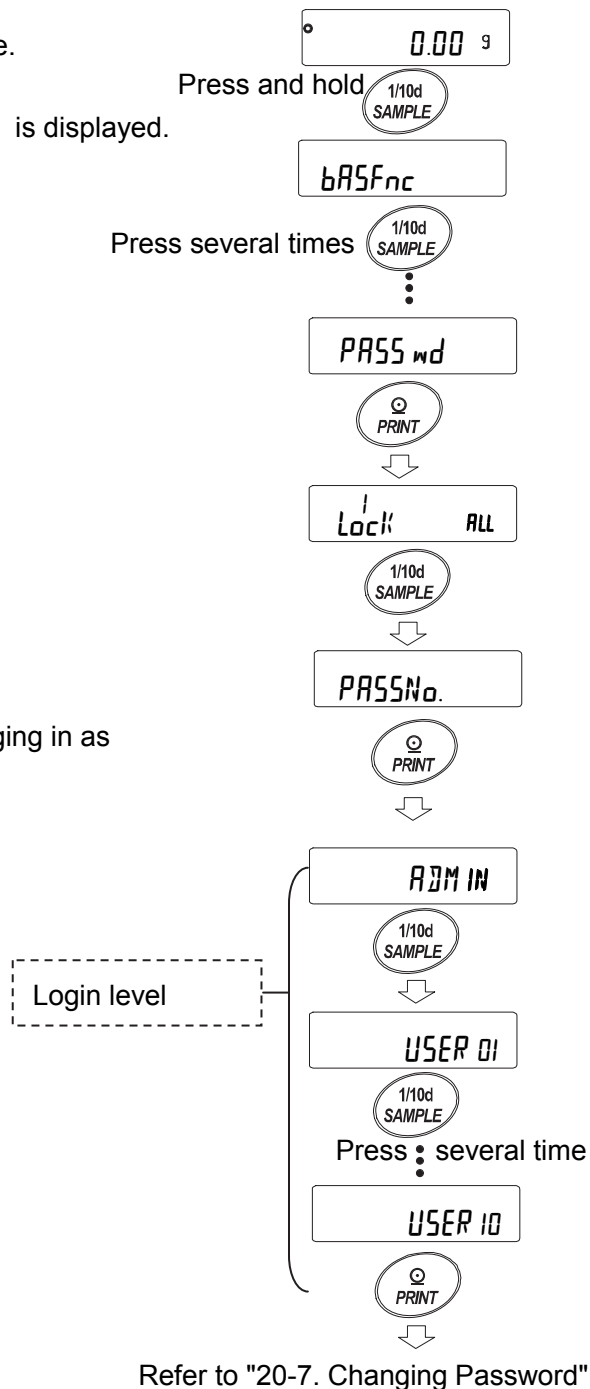 0.00 g
e.
Press and hold
1/10d
SAMPLE
is displayed.
bASFnc
Press several times
1/10d
SAMPLE
PASS wd
PRINT
1
Lock ALL
1/10d
SAMPLE
PASSNo.
ging in as
PRINT
ADMIN
1/10d
SAMPLE
Login level
USER 01
1/10d
SAMPLE
Press several time
USER 10
PRINT
Refer to "20-7. Changing Password"